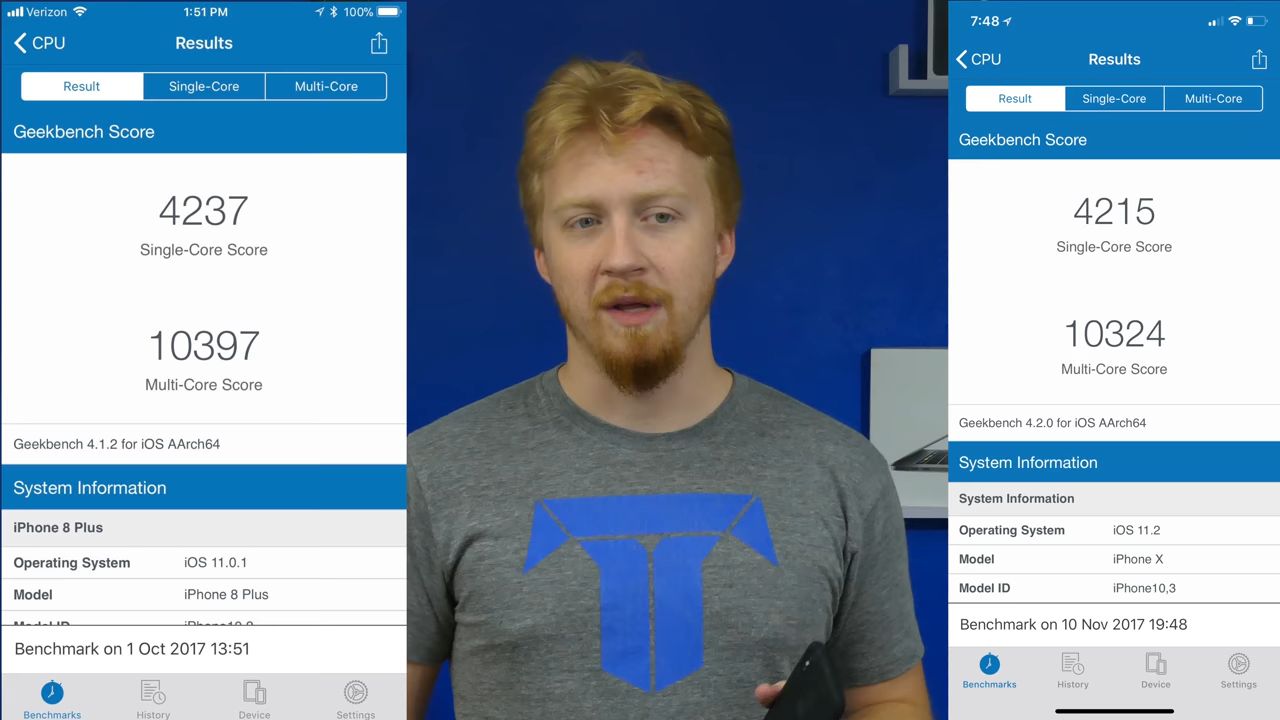 Verizon 1:51 PM 100%
CPU Results
Result Single-Core Multi-Core
Geekbench Score
4237
Single-Core Score
10397
Multi-Core Score
Geekbench 4.1.2 for iOS AArch64
System Information
iPhone 8 Plus
Operating System iOS 11.0.1
Model iPhone 8 Plus
Benchmark on 1 Oct 2017 13:51
Benchmarks History Device Settings
7:48
CPU Results
Result Single-Core Multi-Core
Geekbench Score
4215
Single-Core Score
10324
Multi-Core Score
Geekbench 4.2.0 for iOS AArch64
System Information
System Information
Operating System iOS 11.2
Model iPhone X
Model ID iPhone10,3
Benchmark on 10 Nov 2017 19:48
Benchmarks History Device Settings